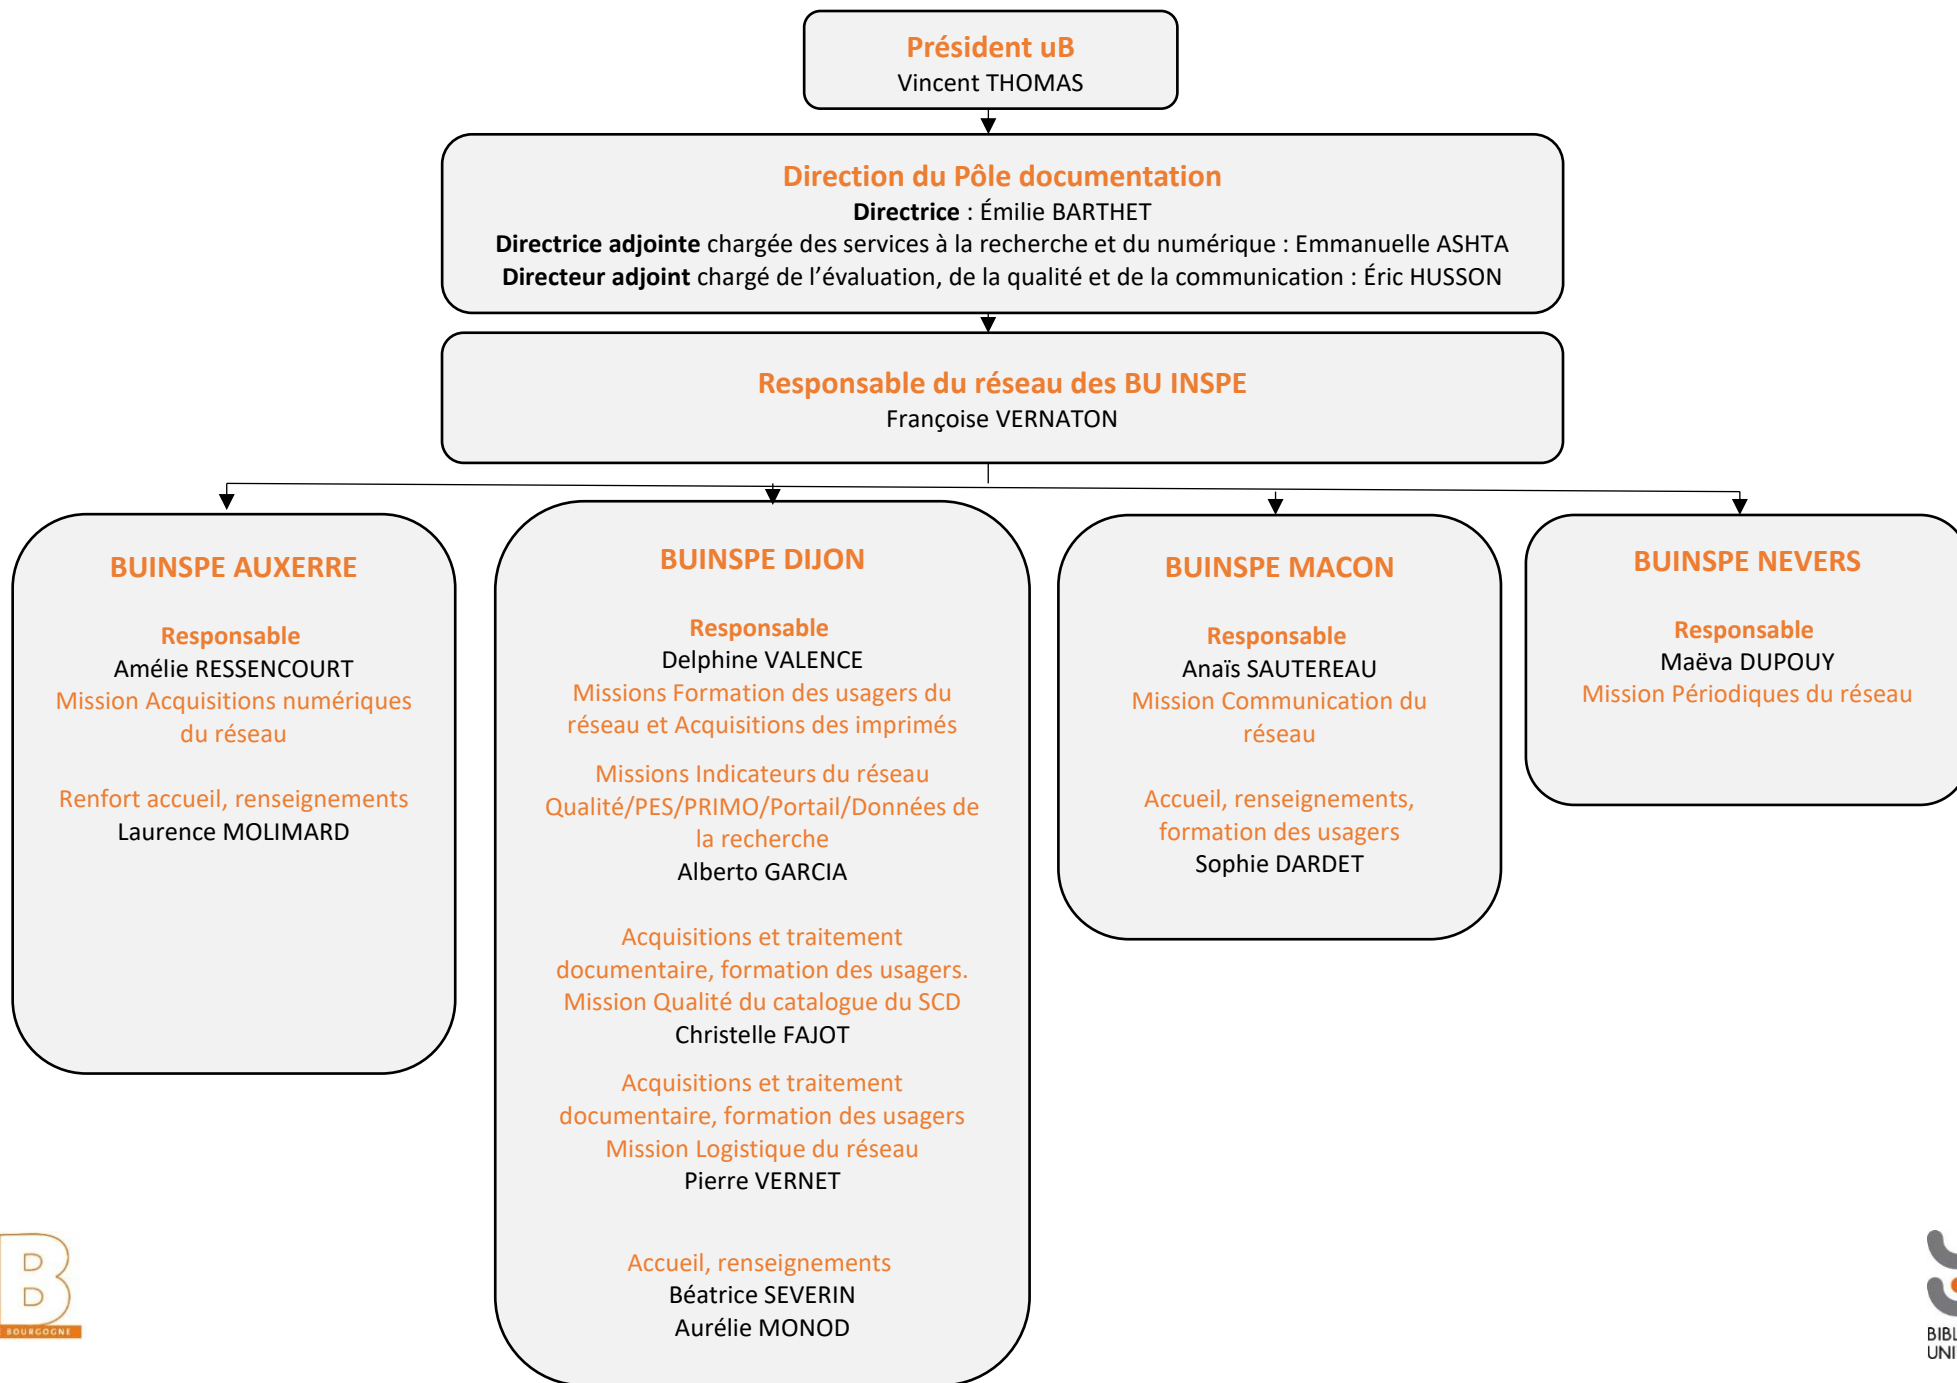 Président uB
Vincent THOMAS
Direction du Pôle documentation
Directrice : Émilie BARTHET
Directrice adjointe chargée des services à la recherche et du numérique : Emmanuelle ASHTA
Directeur adjoint chargé de l’évaluation, de la qualité et de la communication : Éric HUSSON
Responsable du réseau des BU INSPE
Françoise VERNATON
BUINSPE AUXERRE
Responsable
Amélie RESSENCOURT
Mission Acquisitions numériques
du réseau
Renfort accueil, renseignements
Laurence MOLIMARD
BUINSPE DIJON
Responsable
Delphine VALENCE
Missions Formation des usagers du
réseau et Acquisitions des imprimés
Missions Indicateurs du réseau
Qualité/PES/PRIMO/Portail/Données de
la recherche
Alberto GARCIA
Acquisitions et traitement
documentaire, formation des usagers.
Mission Qualité du catalogue du SCD
Christelle FAJOT
Acquisitions et traitement
documentaire, formation des usagers
Mission Logistique du réseau
Pierre VERNET
Accueil, renseignements
Béatrice SEVERIN
Aurélie MONOD
BUINSPE MACON
Responsable
Anaïs SAUTEREAU
Mission Communication du
réseau
Accueil, renseignements,
formation des usagers
Sophie DARDET
BUINSPE NEVERS
Responsable
Maëva DUPOUY
Mission Périodiques du réseau
B
BOURGOGNE
BIBL
UNI